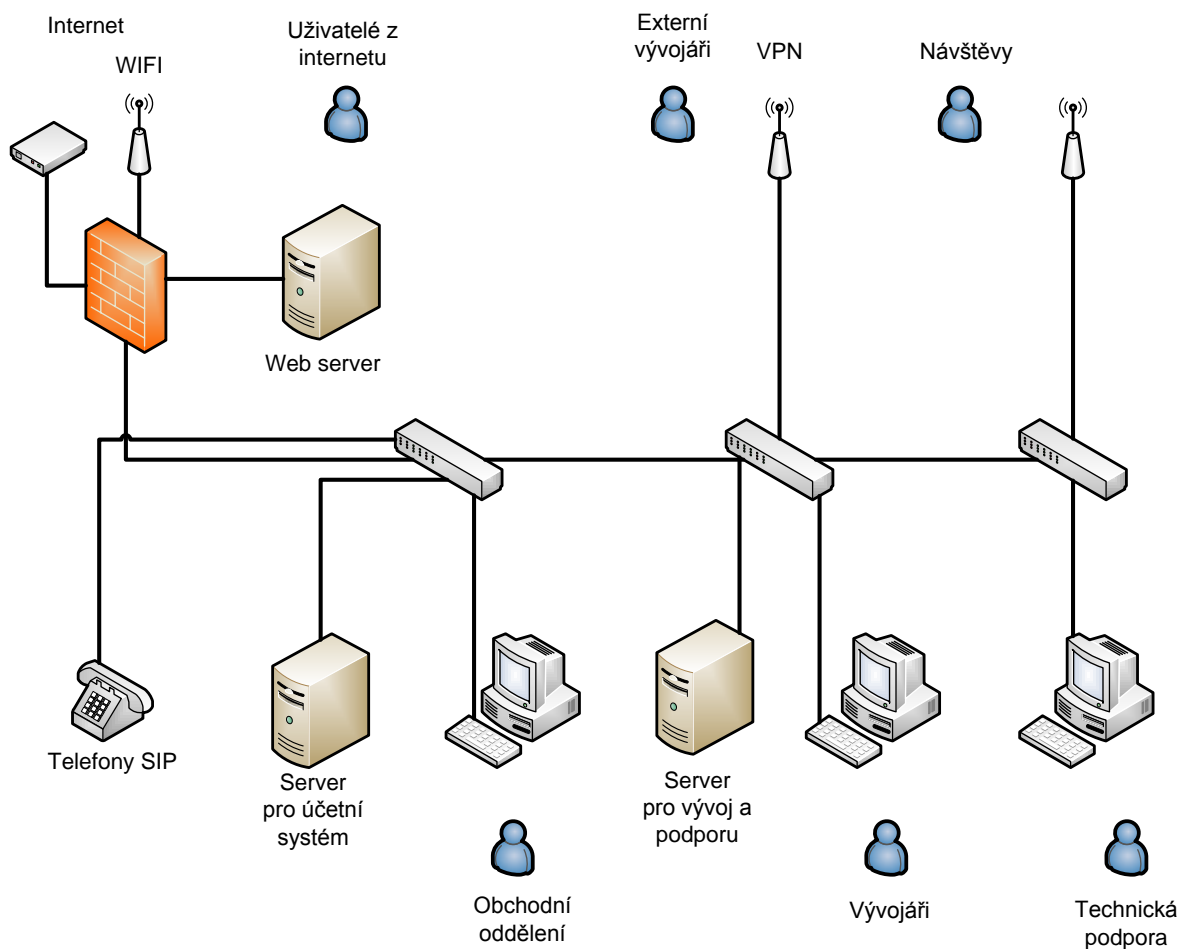 Internet
WIFI
Uživatelé z
internetu
Externí
vývojáři
VPN
Návštěvy
Web server
Telefony SIP
Server
pro účetní
systém
Server
pro vývoj a
podporu
Obchodní
oddělení
Vývojáři
Technická
podpora